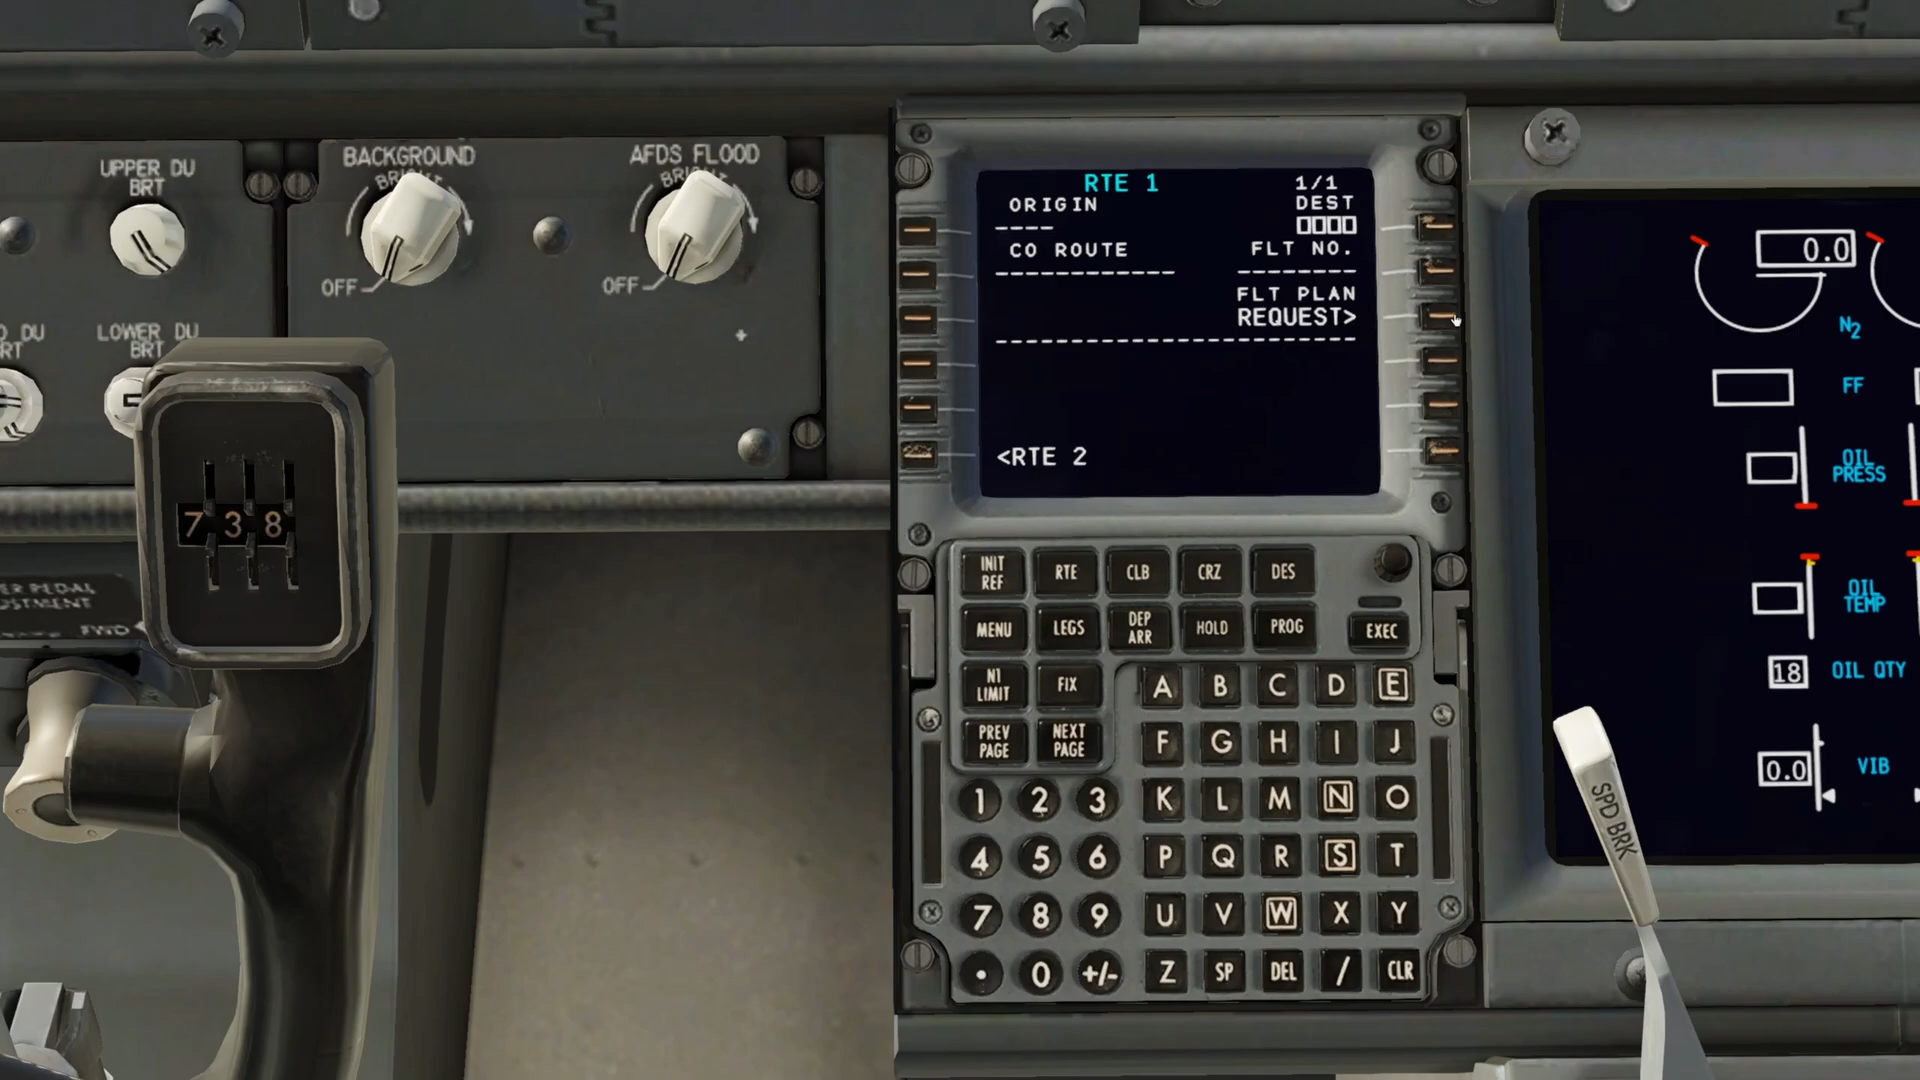 UPPER DU
BRT
BACKGROUND
BRIGHT
OFF
AFDS FLOOD
OFF
LOWER DU
BRT
DU
RT
7 3 8
FWD
RTE 1 1/1
ORIGIN DEST
---- □□□□
CO ROUTE FLT NO.
------------ --------
FLT PLAN
REQUEST>
------------------------
<RTE 2
INIT REF RTE CLB CRZ DES
MENU LEGS DEP ARR HOLD PROG EXEC
N1 LIMIT FIX
PREV PAGE NEXT PAGE
A B C D E
F G H I J
1 2 3 K L M N O
4 5 6 P Q R S T
7 8 9 U V W X Y
. 0 +/- Z SP DEL / CLR
0.0
N2
FF
OIL
PRESS
OIL
TEMP
18 OIL QTY
0.0 VIB
SPD BRK